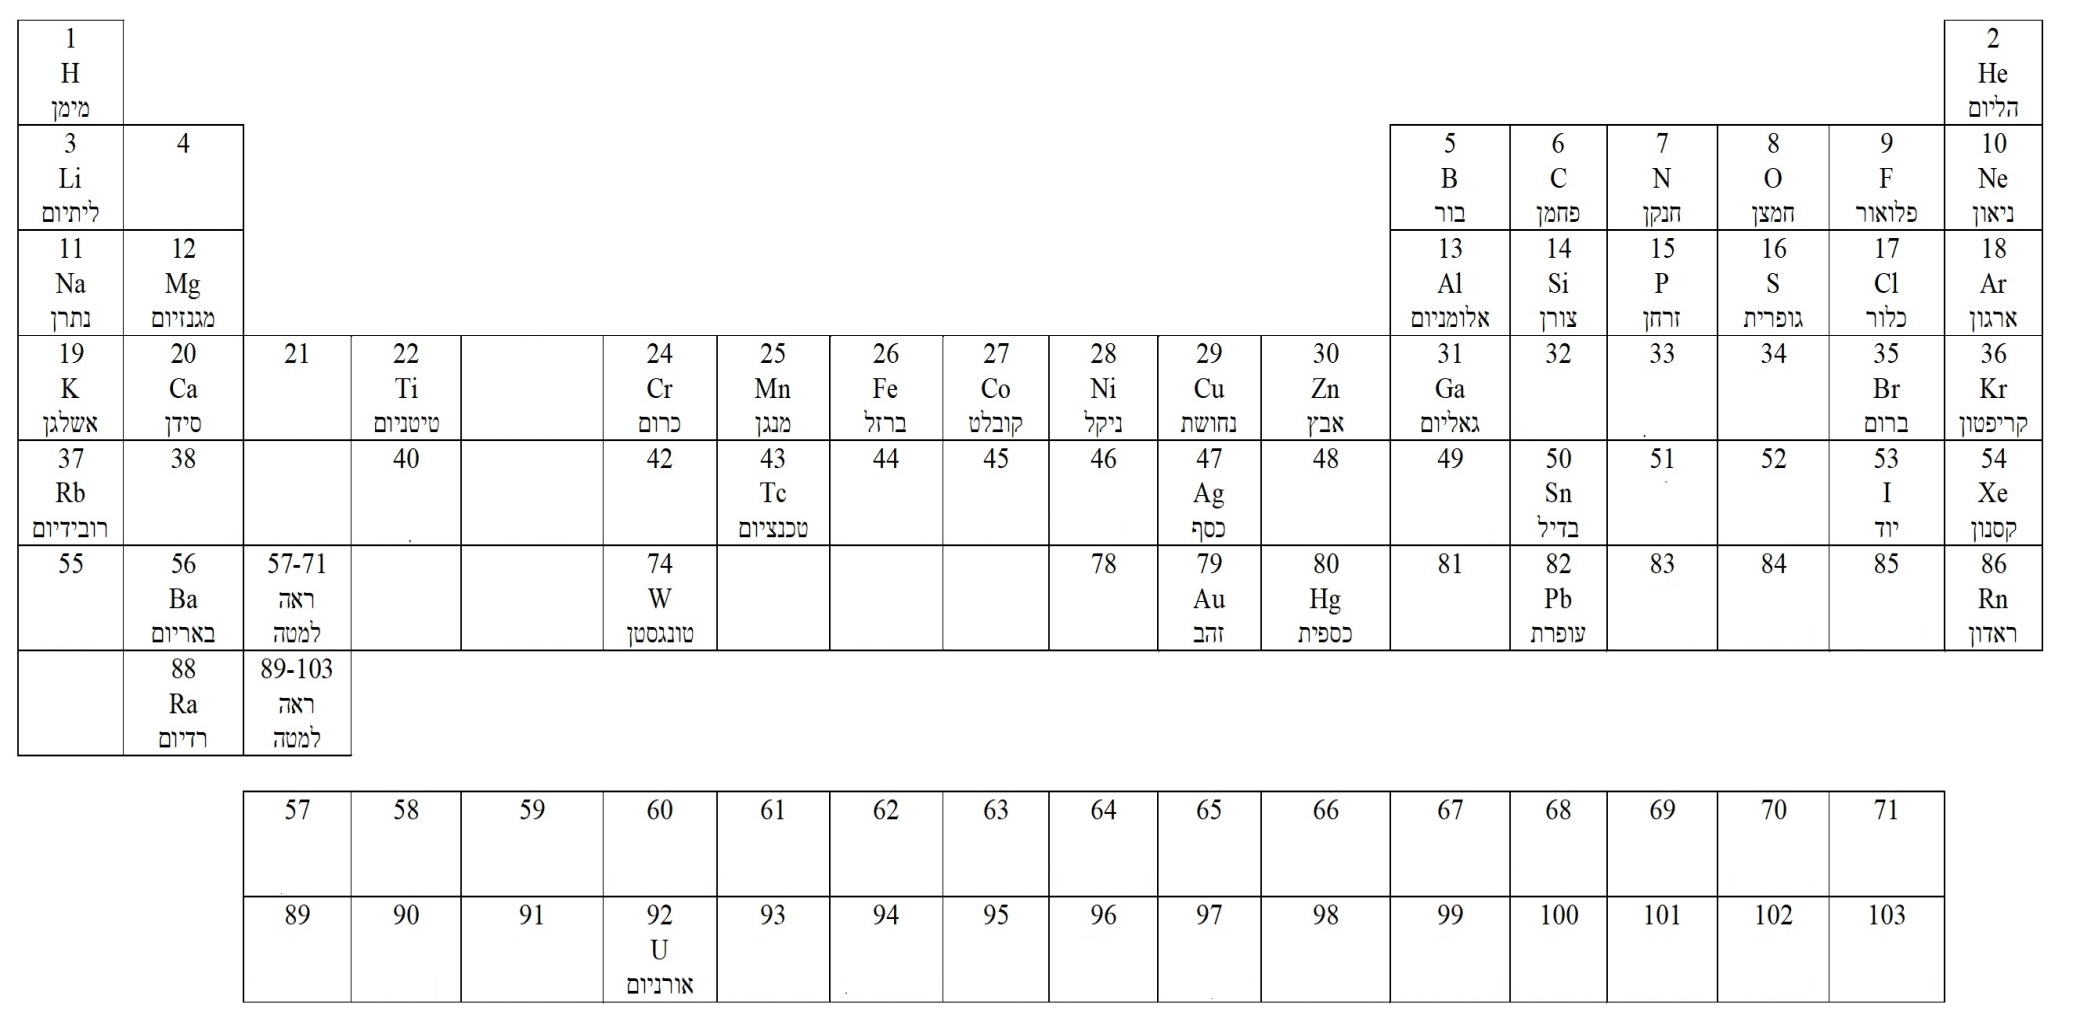 1 2
H He
מימן הליום
3 4 5 6 7 8 9 10
Li B C N O F Ne
ליתיום בור פחמן חנקן חמצן פלואור ניאון
11 12 13 14 15 16 17 18
Na Mg Al Si P S Cl Ar
נתרן מגנזיום אלומניום צורן זרחן גופרית כלור ארגון
19 20 21 22 24 25 26 27 28 29 30 31 32 33 34 35 36
K Ca Ti Cr Mn Fe Co Ni Cu Zn Ga Br Kr
אשלגן סידן טיטניום כרום מנגן ברזל קובלט ניקל נחושת אבץ גאליום ברום קריפטון
37 38 40 42 43 44 45 46 47 48 49 50 51 52 53 54
Rb Tc Ag Sn I Xe
רובידיום טכנציום כסף בדיל יוד קסנון
55 56 57-71 74 78 79 80 81 82 83 84 85 86
Ba ראה W Au Hg Pb Rn
באריום למטה טונגסטן זהב כספית עופרת ראדון
88 89-103
Ra ראה
רדיום למטה
57 58 59 60 61 62 63 64 65 66 67 68 69 70 71
89 90 91 92 93 94 95 96 97 98 99 100 101 102 103
U
אורניום